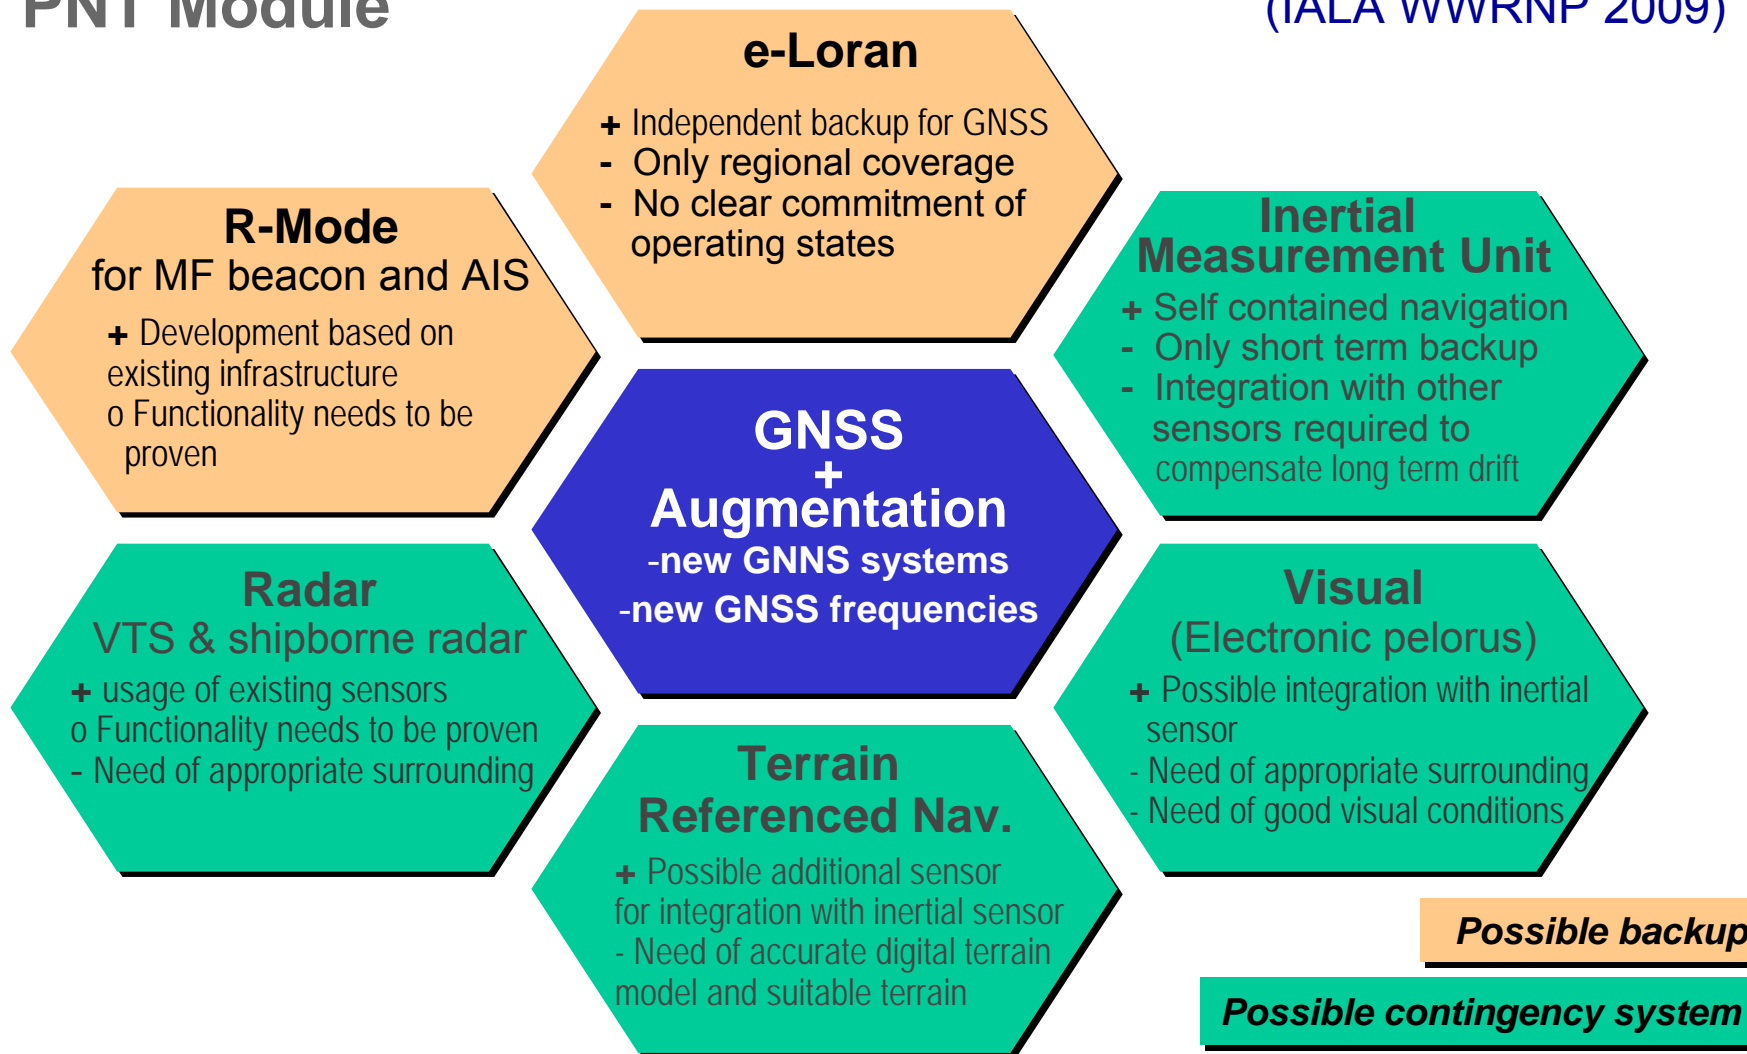 PNT Module
(IALA WWRNP 2009)
e-Loran
+ Independent backup for GNSS
- Only regional coverage
- No clear commitment of
operating states
R-Mode
for MF beacon and AIS
+ Development based on
existing infrastructure
o Functionality needs to be
proven
Inertial
Measurement Unit
+ Self contained navigation
- Only short term backup
- Integration with other
sensors required to
compensate long term drift
GNSS
+
Augmentation
-new GNNS systems
-new GNSS frequencies
Radar
VTS & shipborne radar
+ usage of existing sensors
o Functionality needs to be proven
- Need of appropriate surrounding
Visual
(Electronic pelorus)
+ Possible integration with inertial
sensor
- Need of appropriate surrounding
- Need of good visual conditions
Terrain
Referenced Nav.
+ Possible additional sensor
for integration with inertial sensor
- Need of accurate digital terrain
model and suitable terrain
Possible backup
Possible contingency system